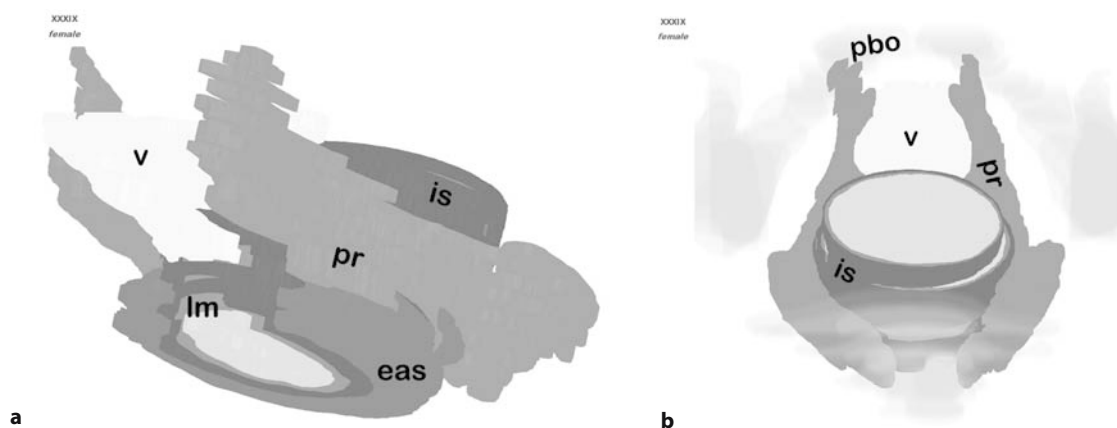 XXXIX
female
v
is
pr
lm
eas
a
XXXIX
female
pbo
v
pr
is
b